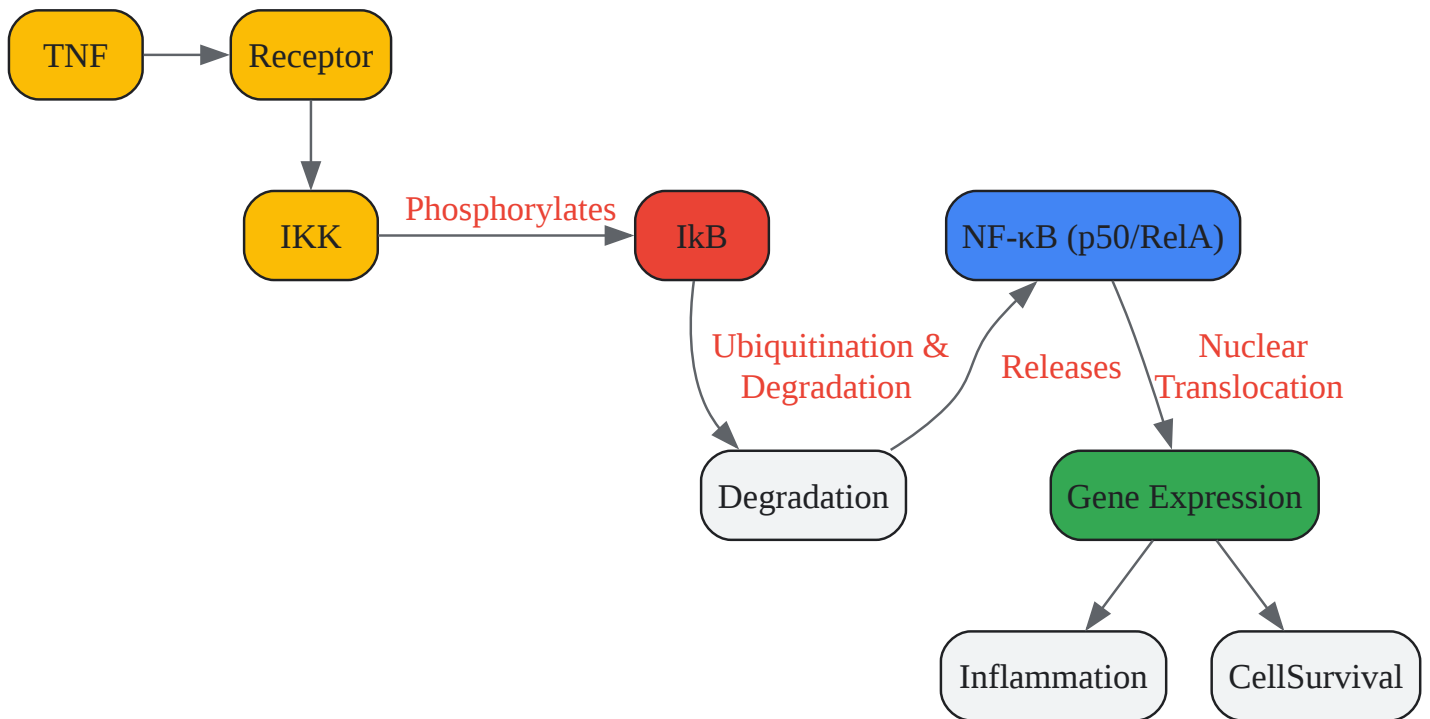 TNF
Receptor
IKK
Phosphorylates
IkB
NF-κB (p50/RelA)
Ubiquitination &
Degradation
Releases
Nuclear
Translocation
Degradation
Gene Expression
Inflammation
CellSurvival